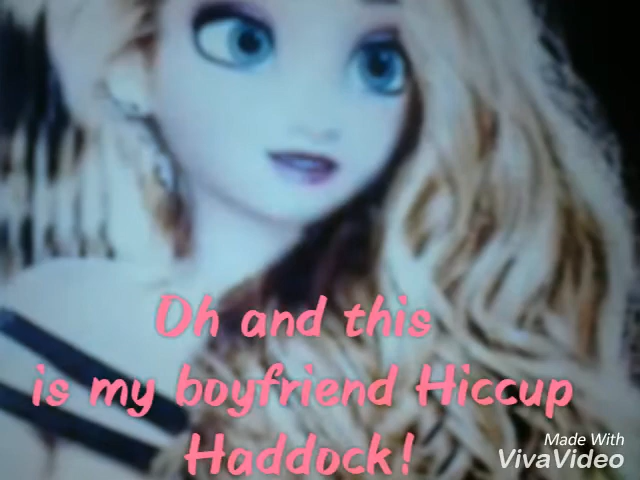 Oh and this
is my boyfriend Hiccup
Haddock!
Made With
VivaVideo